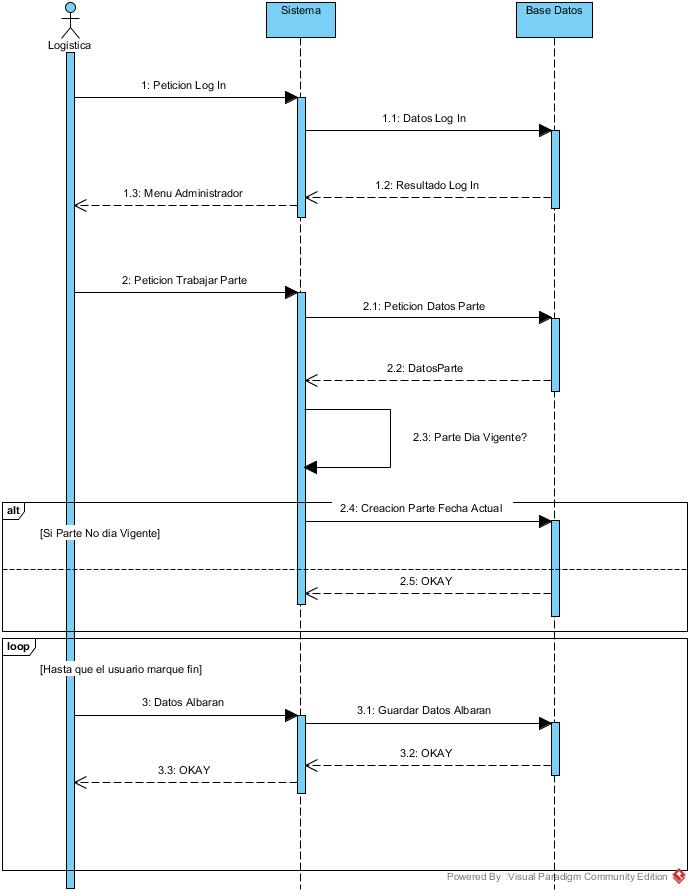 Sistema
Base Datos
Logistica
1: Peticion Log In
1.1: Datos Log In
1.2: Resultado Log In
1.3: Menu Administrador
2: Peticion Trabajar Parte
2.1: Peticion Datos Parte
2.2: DatosParte
2.3: Parte Dia Vigente?
alt
2.4: Creacion Parte Fecha Actual
[Si Parte No dia Vigente]
2.5: OKAY
loop
[Hasta que el usuario marque fin]
3: Datos Albaran
3.1: Guardar Datos Albaran
3.2: OKAY
3.3: OKAY
Powered By Visual Paradigm Community Edition